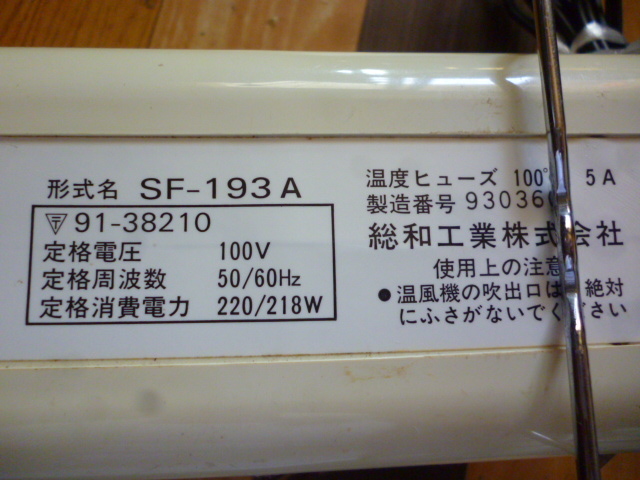 形式名 SF-193A
〒 91-38210
定格電圧 100V
定格周波数 50/60Hz
定格消費電力 220/218W
温度ヒューズ 100° 5A
製造番号 93036
総和工業株式会社
使用上の注意
●温風機の吹出口は 絶対
にふさがないでください